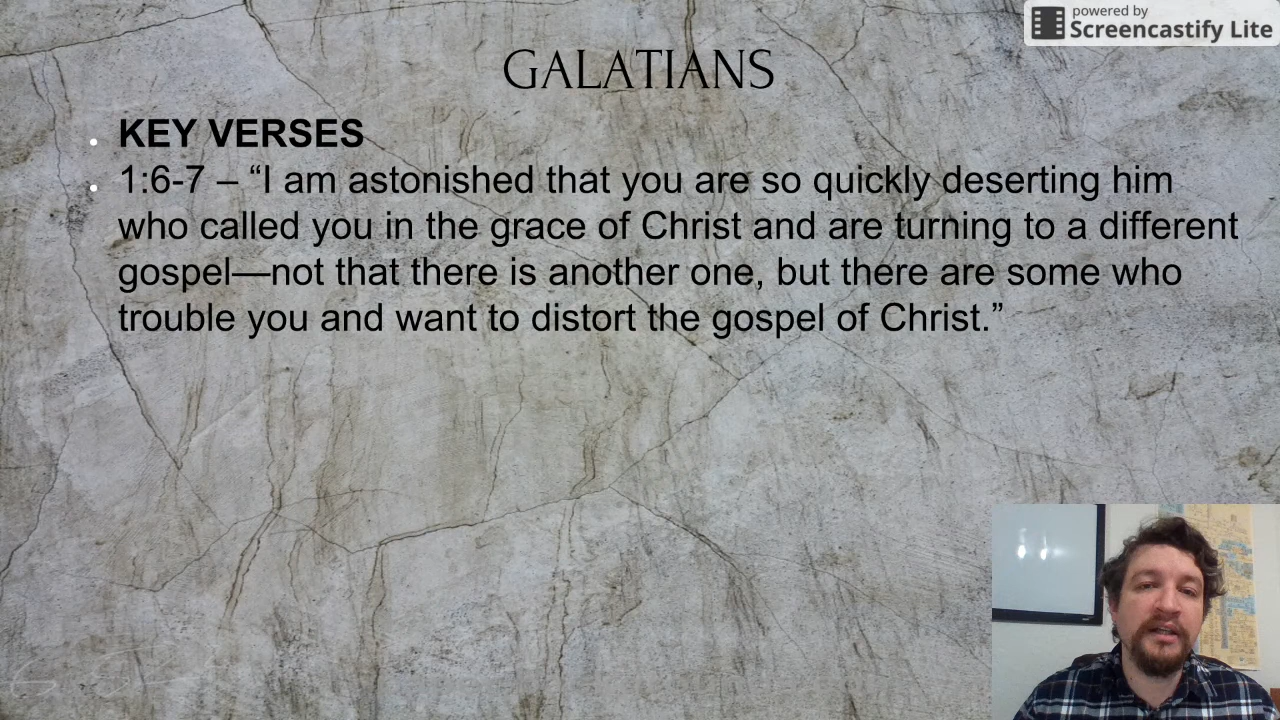 powered by
Screencastify Lite
GALATIANS
KEY VERSES
1:6-7 – “I am astonished that you are so quickly deserting him
who called you in the grace of Christ and are turning to a different
gospel—not that there is another one, but there are some who
trouble you and want to distort the gospel of Christ.”